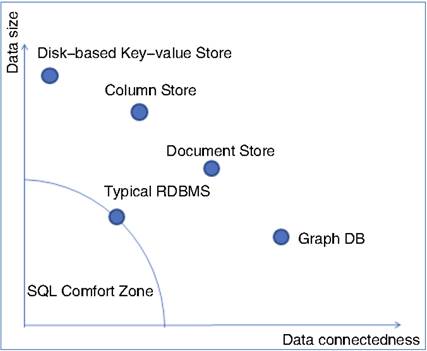 Data size
Disk–based Key–value Store
Column Store
Document Store
Typical RDBMS
Graph DB
SQL Comfort Zone
Data connectedness